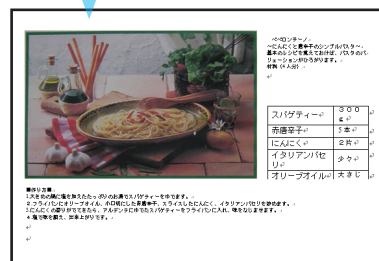 ペペロンチーノ
～にんにくと唐辛子のシンプルパスタ～
基本のレシピを覚えておけば、パスタのバ
リエーションがひろがります。
材料（4人分）
スパゲティー ３００
ｇ
赤唐辛子 ５本
にんにく ２片
イタリアンパセ 少々
リ
オリーブオイル 大さじ
■作り方■
1.大きめの鍋に塩を加えたたっぷりのお湯でスパゲティーをゆでます。
2.フライパンにオリーブオイル、小口切にした赤唐辛子、スライスしたにんにく、イタリアンパセリを炒めます。
3.にんにくの香りがでてきたら、アルデンテにゆでたスパゲティーをフライパンに入れ、味をなじませます。
4.塩で味を調え、出来上がりです。